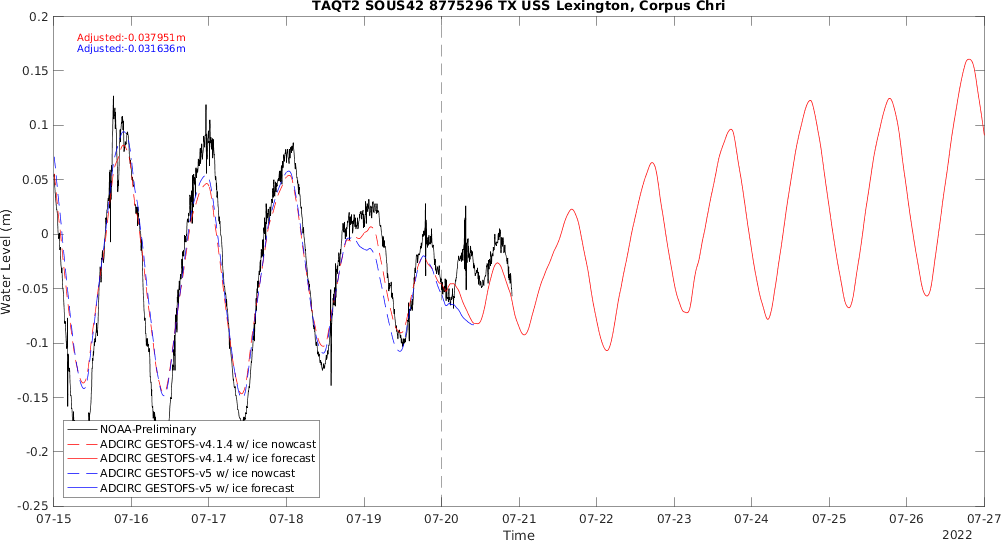 TAQT2 SOUS42 8775296 TX USS Lexington, Corpus Chri
Adjusted:-0.037951m
Adjusted:-0.031636m
0.2
0.15
0.1
0.05
0
-0.05
-0.1
-0.15
-0.2
-0.25
Water Level (m)
NOAA-Preliminary
ADCIRC GESTOFS-v4.1.4 w/ ice nowcast
ADCIRC GESTOFS-v4.1.4 w/ ice forecast
ADCIRC GESTOFS-v5 w/ ice nowcast
ADCIRC GESTOFS-v5 w/ ice forecast
07-15 07-16 07-17 07-18 07-19 07-20 07-21 07-22 07-23 07-24 07-25 07-26 07-27
Time
2022